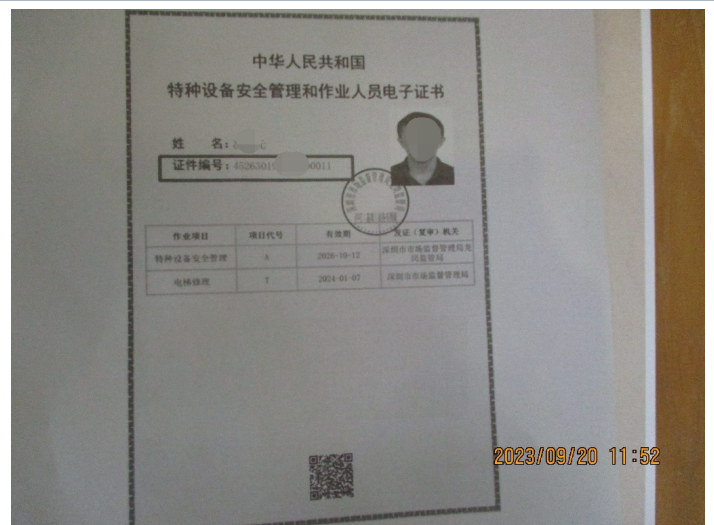 中华人民共和国
特种设备安全管理和作业人员电子证书
姓 名:
证件编号: 45263019 0011
作业项目 项目代号 有效期 发证（复审）机关
特种设备安全管理 A 2026-10-12 深圳市市场监督管理局龙岗监管局
电梯修理 T 2024-01-07 深圳市市场监督管理局
2023/09/20 11:52